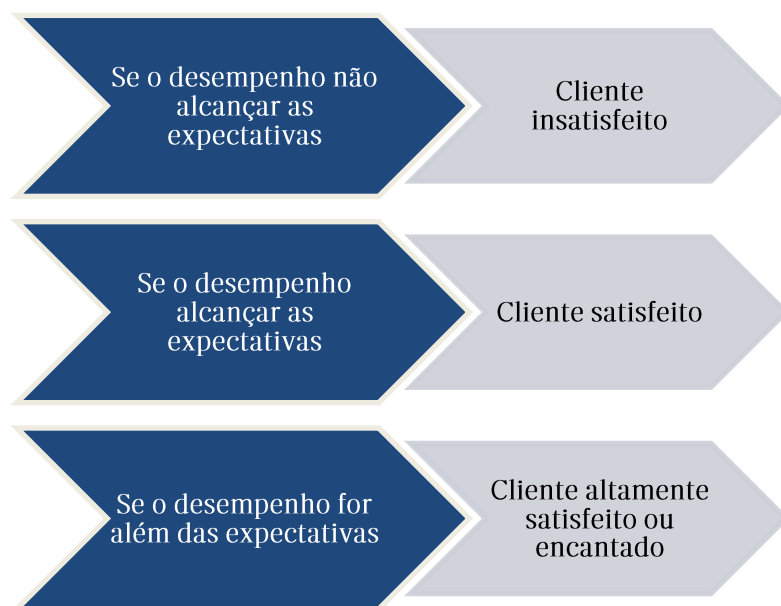 Se o desempenho não
alcançar as
expectativas
Cliente
insatisfeito
Se o desempenho
alcançar as
expectativas
Cliente satisfeito
Se o desempenho for
além das expectativas
Cliente altamente
satisfeito ou
encantado